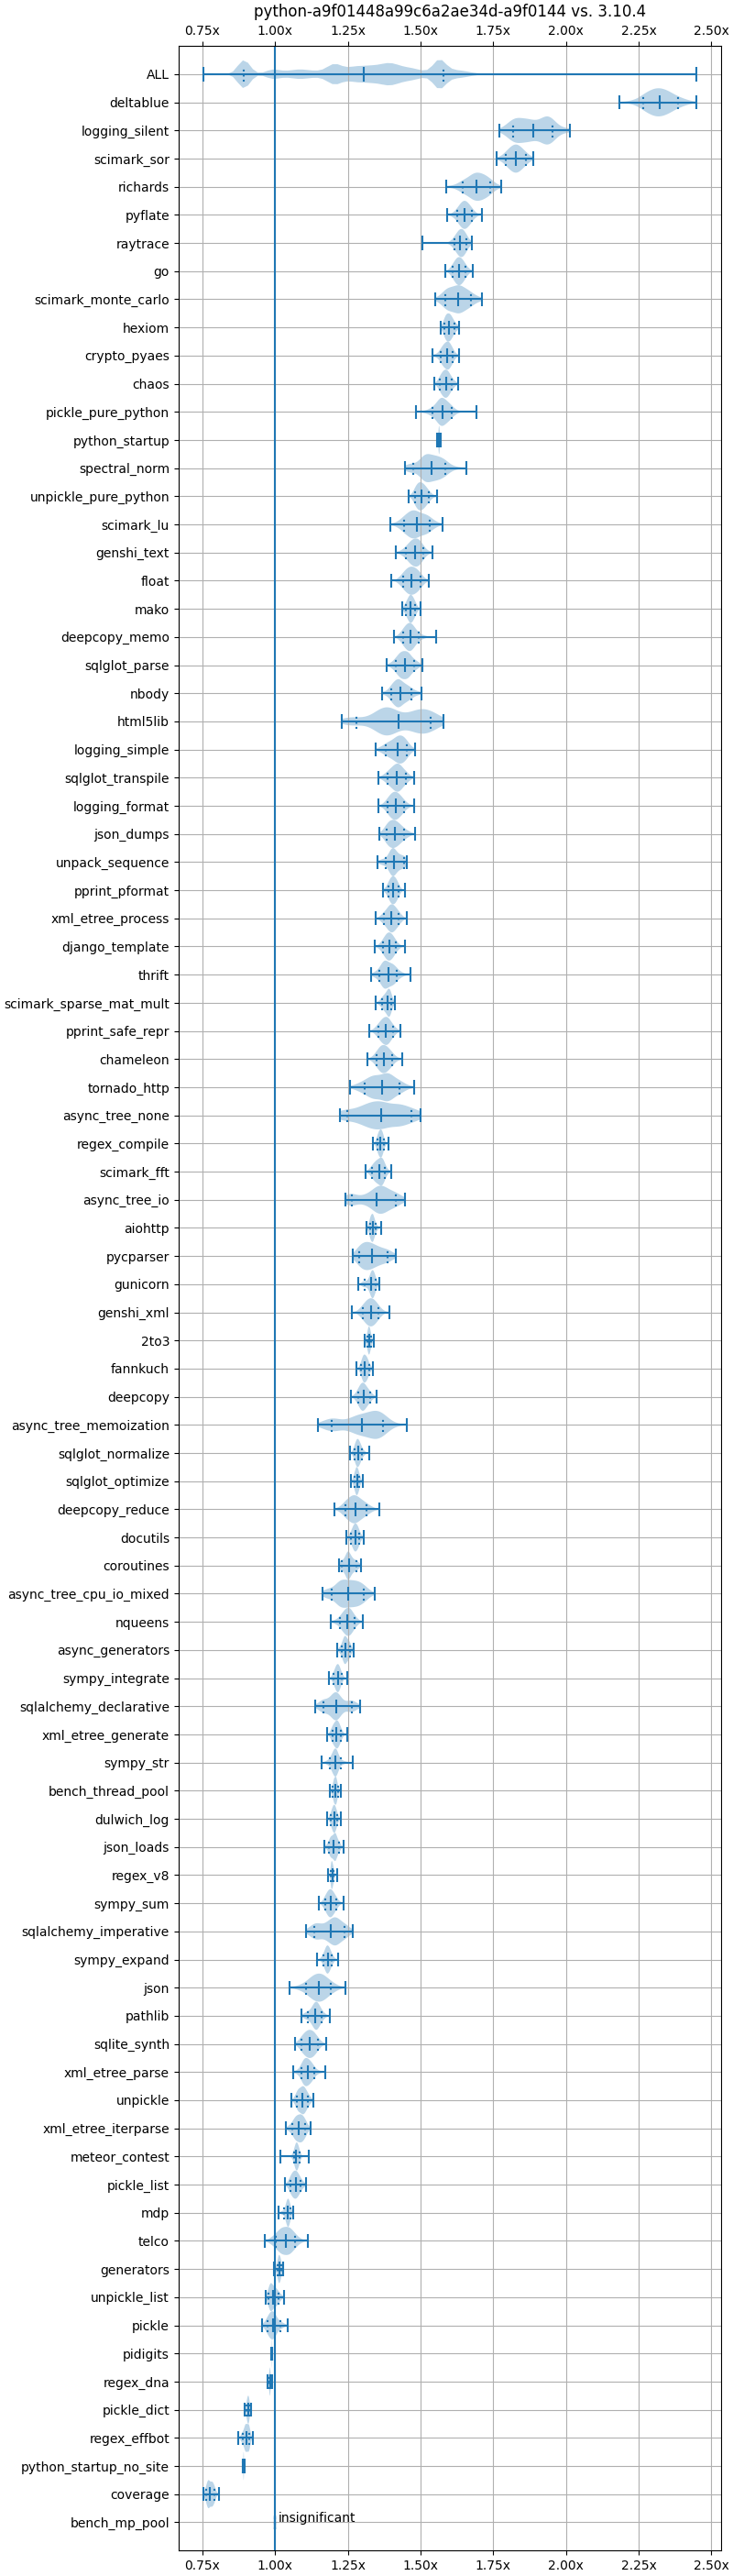 python-a9f01448a99c6a2ae34d-a9f0144 vs. 3.10.4
0.75x 1.00x 1.25x 1.50x 1.75x 2.00x 2.25x 2.50x
ALL
deltablue
logging_silent
scimark_sor
richards
pyflate
raytrace
go
scimark_monte_carlo
hexiom
crypto_pyaes
chaos
pickle_pure_python
python_startup
spectral_norm
unpickle_pure_python
scimark_lu
genshi_text
float
mako
deepcopy_memo
sqlglot_parse
nbody
html5lib
logging_simple
sqlglot_transpile
logging_format
json_dumps
unpack_sequence
pprint_pformat
xml_etree_process
django_template
thrift
scimark_sparse_mat_mult
pprint_safe_repr
chameleon
tornado_http
async_tree_none
regex_compile
scimark_fft
async_tree_io
aiohttp
pycparser
gunicorn
genshi_xml
2to3
fannkuch
deepcopy
async_tree_memoization
sqlglot_normalize
sqlglot_optimize
deepcopy_reduce
docutils
coroutines
async_tree_cpu_io_mixed
nqueens
async_generators
sympy_integrate
sqlalchemy_declarative
xml_etree_generate
sympy_str
bench_thread_pool
dulwich_log
json_loads
regex_v8
sympy_sum
sqlalchemy_imperative
sympy_expand
json
pathlib
sqlite_synth
xml_etree_parse
unpickle
xml_etree_iterparse
meteor_contest
pickle_list
mdp
telco
generators
unpickle_list
pickle
pidigits
regex_dna
pickle_dict
regex_effbot
python_startup_no_site
coverage
bench_mp_pool insignificant
0.75x 1.00x 1.25x 1.50x 1.75x 2.00x 2.25x 2.50x